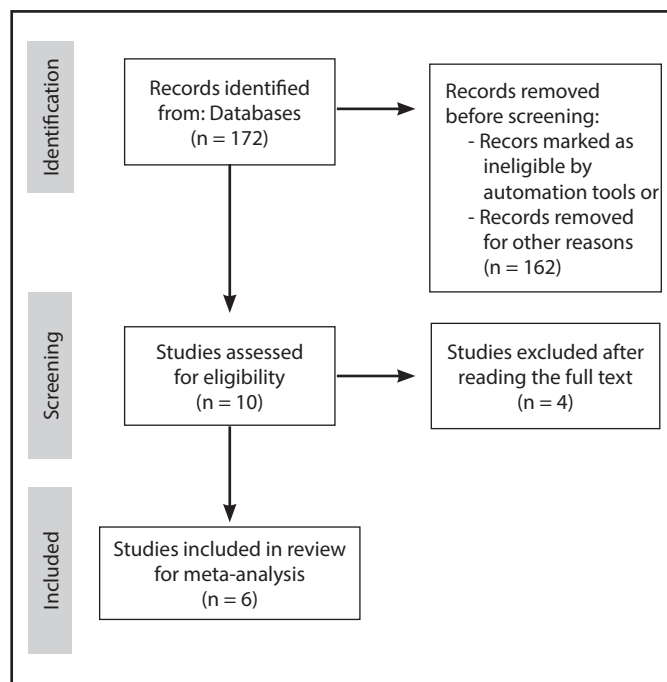 Identification
Records identified
from: Databases
(n = 172)
Records removed
before screening:
- Recors marked as
ineligible by
automation tools or
- Records removed
for other reasons
(n = 162)
Screening
Studies assessed
for eligibility
(n = 10)
Studies excluded after
reading the full text
(n = 4)
Included
Studies included in review
for meta-analysis
(n = 6)